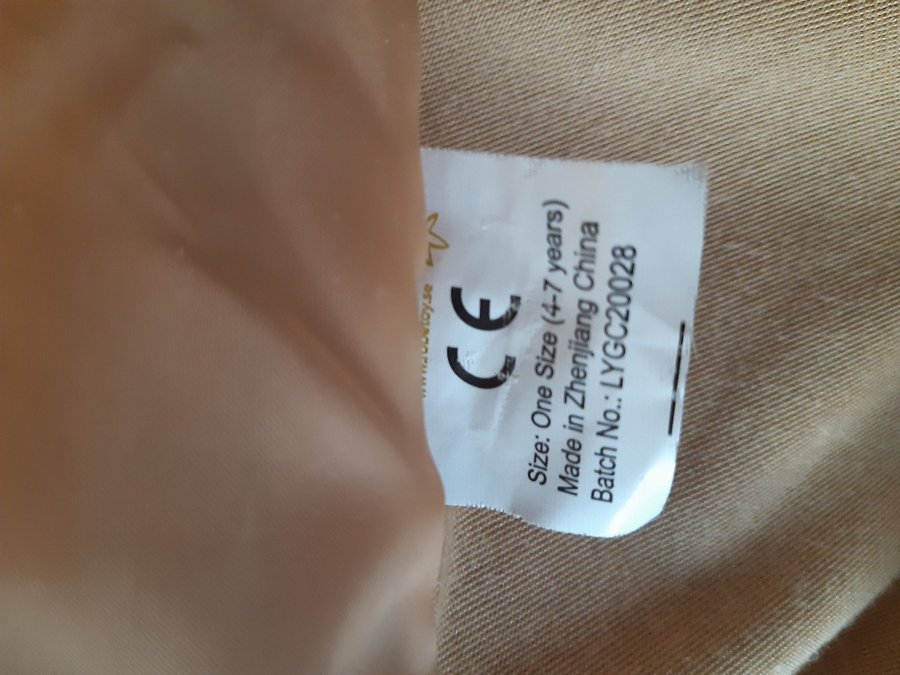 CE
Size: One Size (4-7 years)
Made in Zhenjiang China
Batch No.: LYGC20028